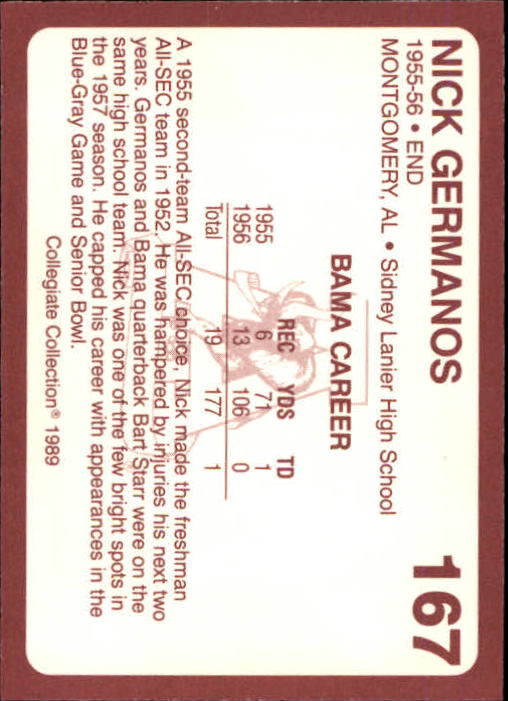 NICK GERMANOS 167
1955-56 • END
MONTGOMERY, AL • Sidney Lanier High School
BAMA CAREER
REC YDS TD
1955 6 71 1
1956 13 106 0
Total 19 177 1
A 1955 second-team All-SEC choice, Nick made the freshman
All-SEC team in 1952. He was hampered by injuries his next two
years. Germanos and Bama quarterback Bart Starr were on the
same high school team. Nick was one of the few bright spots in
the 1957 season. He capped his career with appearances in the
Blue-Gray Game and Senior Bowl.
Collegiate Collection® 1989